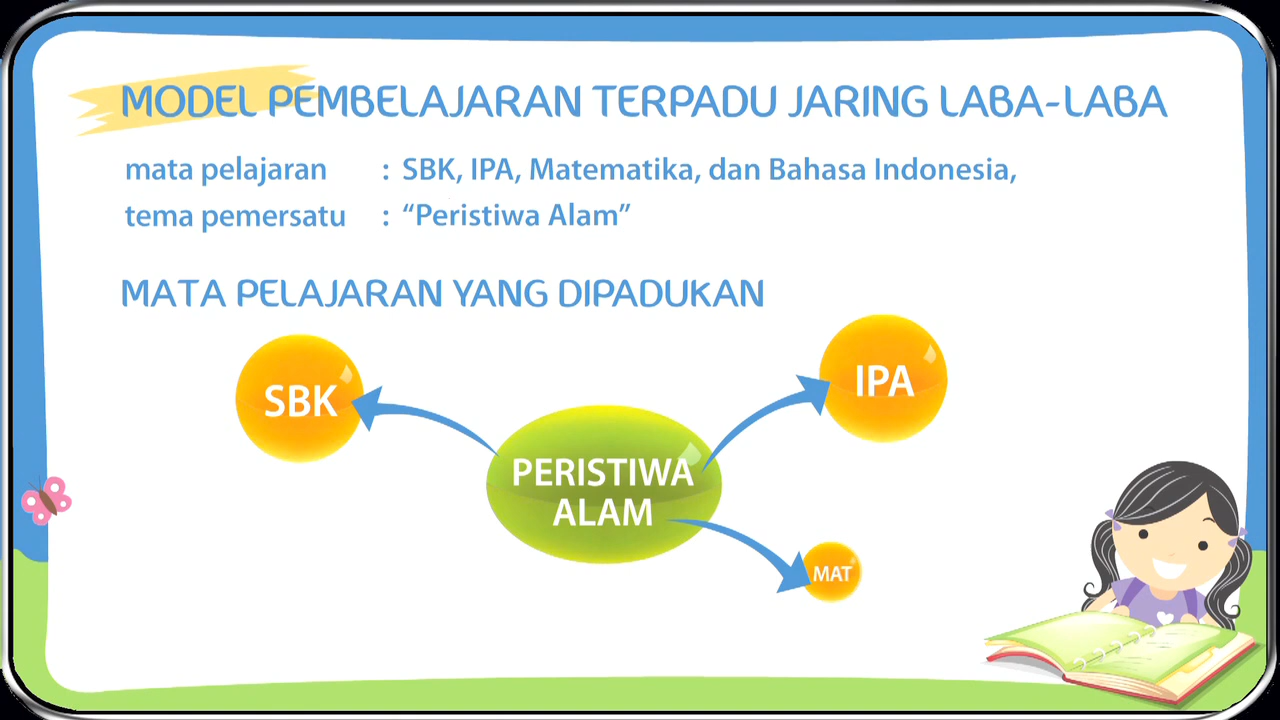 MODEL PEMBELAJARAN TERPADU JARING LABA-LABA
mata pelajaran : SBK, IPA, Matematika, dan Bahasa Indonesia,
tema pemersatu : “Peristiwa Alam”
MATA PELAJARAN YANG DIPADUKAN
SBK
IPA
PERISTIWA
ALAM
MAT